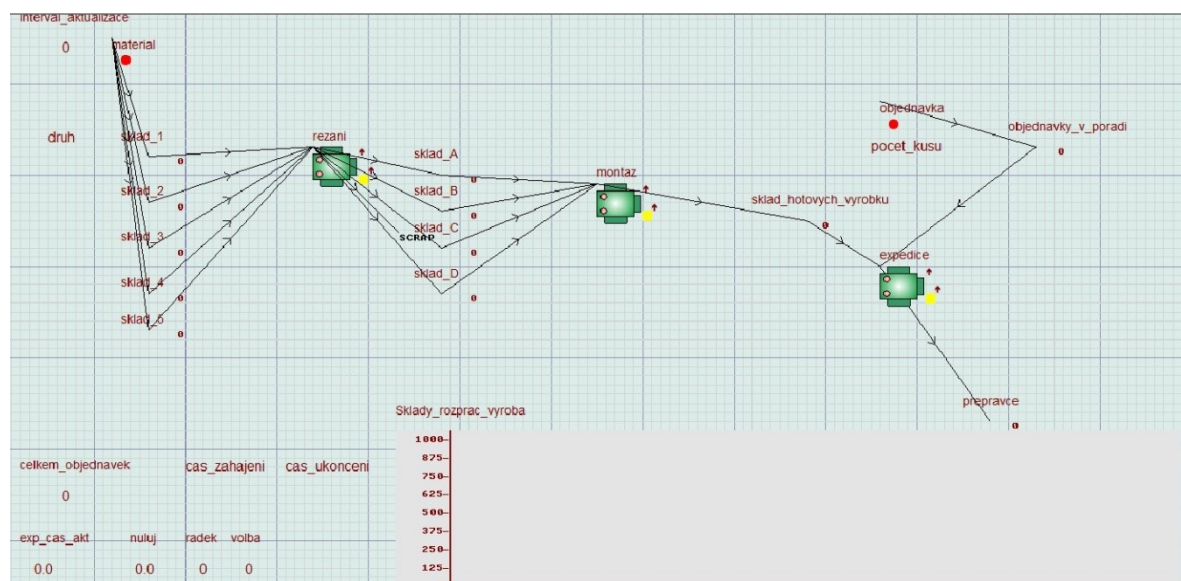 interval_aktualizace
0
material
druh
sklad_1
0
sklad_2
0
sklad_3
0
sklad_4
0
sklad_5
0
rezani
sklad_A
0
sklad_B
0
sklad_C
SCRAP
0
sklad_D
0
montaz
sklad_hotovych_vyrobku
0
objednavka
pocet_kusu
objednavky_v_poradi
0
expedice
prepravce
0
Sklady_rozprac_vyroba
1000
875
750
625
500
375
250
125
celkem_objednavek
0
cas_zahajeni
cas_ukonceni
exp_cas_akt
nuluj
radek
volba
0.0
0.0
0
0